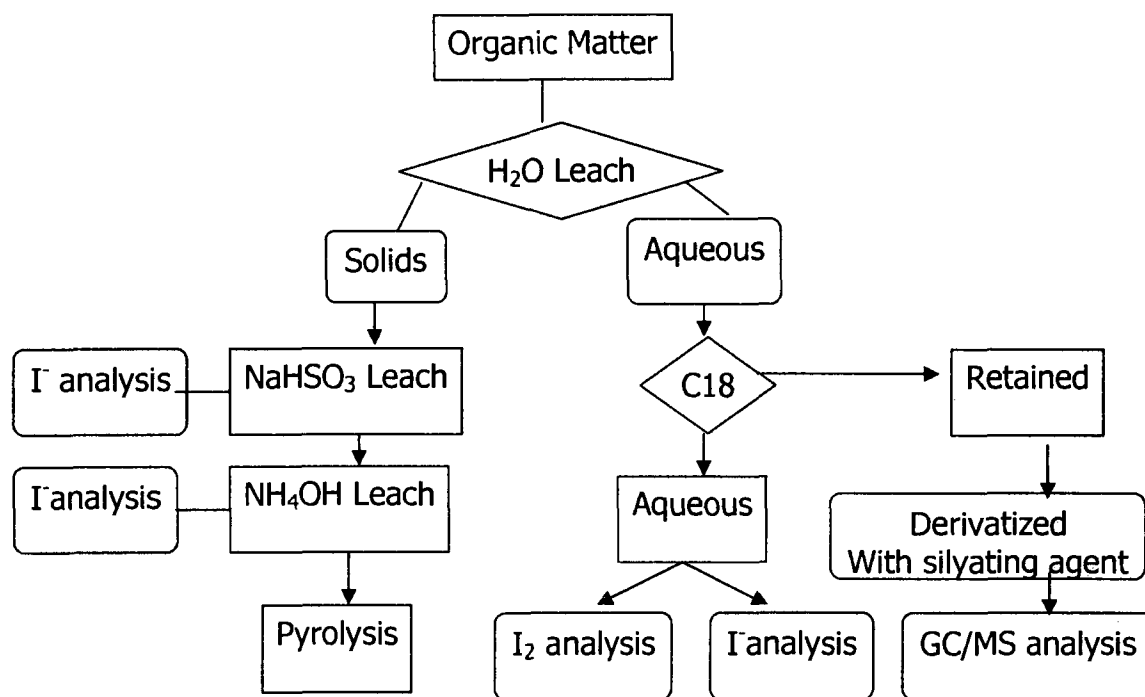 Organic Matter
H₂O Leach
Solids
Aqueous
I⁻ analysis
NaHSO₃ Leach
C18
Retained
I⁻analysis
NH₄OH Leach
Aqueous
Derivatized
With silyating agent
Pyrolysis
I₂ analysis
I⁻analysis
GC/MS analysis